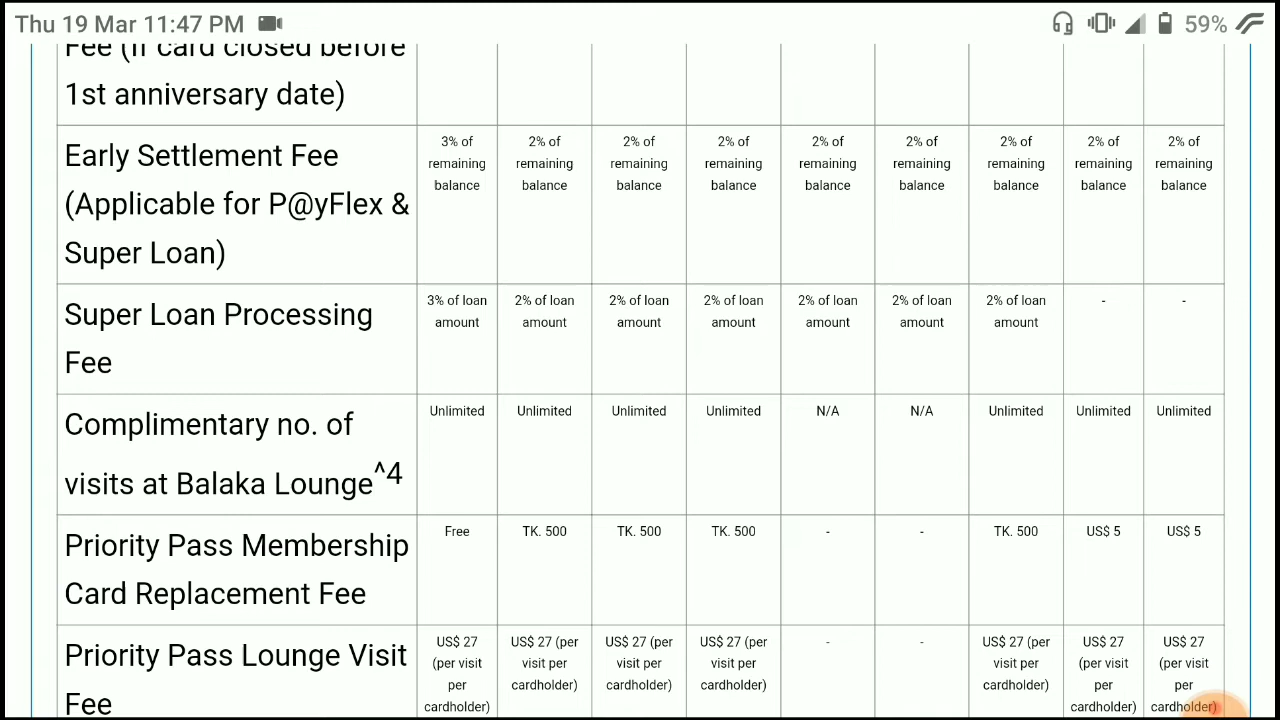 Thu 19 Mar 11:47 PM 59%
Fee (if card closed before
1st anniversary date)
Early Settlement Fee
(Applicable for P@yFlex &
Super Loan)
3% of 2% of 2% of 2% of 2% of 2% of 2% of 2% of 2% of
remaining remaining remaining remaining remaining remaining remaining remaining remaining
balance balance balance balance balance balance balance balance balance
Super Loan Processing
Fee
3% of loan 2% of loan 2% of loan 2% of loan 2% of loan 2% of loan 2% of loan - -
amount amount amount amount amount amount amount
Complimentary no. of
visits at Balaka Lounge^4
Unlimited Unlimited Unlimited Unlimited N/A N/A Unlimited Unlimited Unlimited
Priority Pass Membership
Card Replacement Fee
Free TK. 500 TK. 500 TK. 500 - - TK. 500 US$ 5 US$ 5
Priority Pass Lounge Visit
Fee
US$ 27 US$ 27 (per US$ 27 (per US$ 27 (per - - US$ 27 (per US$ 27 US$ 27
(per visit visit per visit per visit per visit per (per visit (per visit
per cardholder) cardholder) cardholder) cardholder) per per
cardholder) cardholder) cardholder)